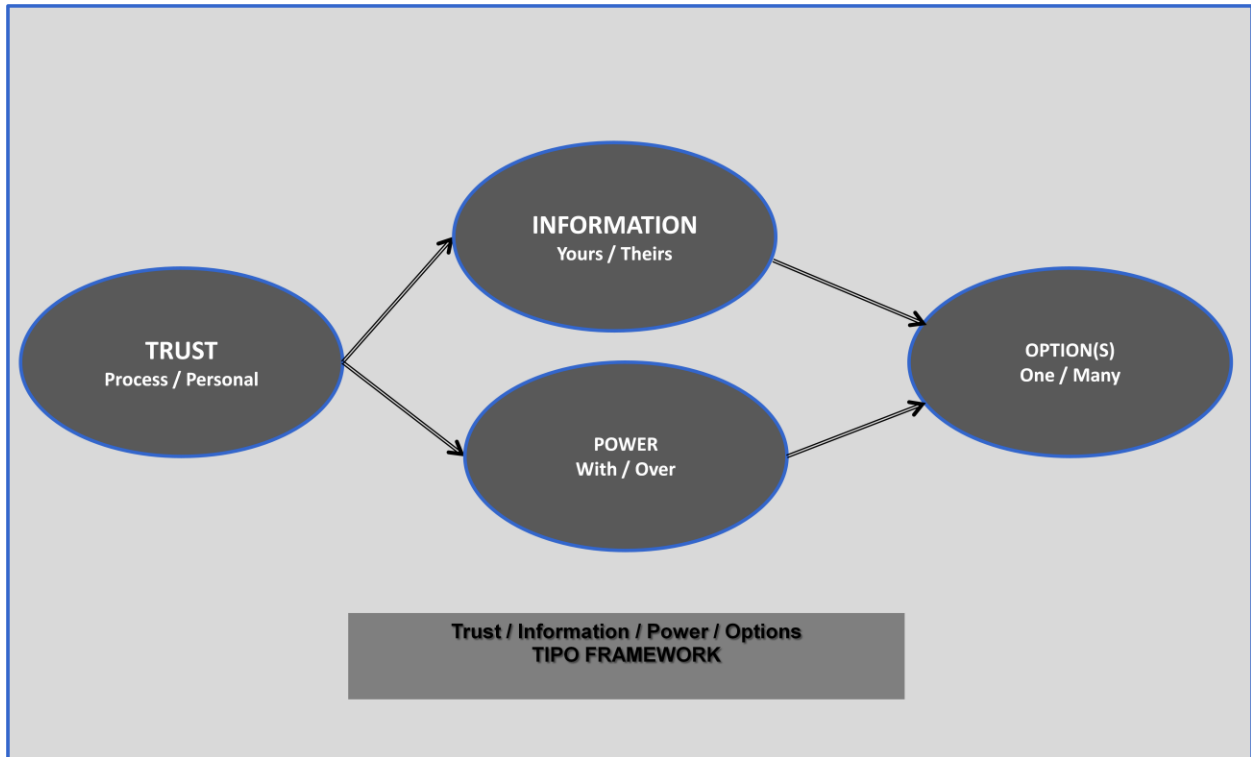 TRUST
Process / Personal
INFORMATION
Yours / Theirs
POWER
With / Over
OPTION(S)
One / Many
Trust / Information / Power / Options
TIPO FRAMEWORK